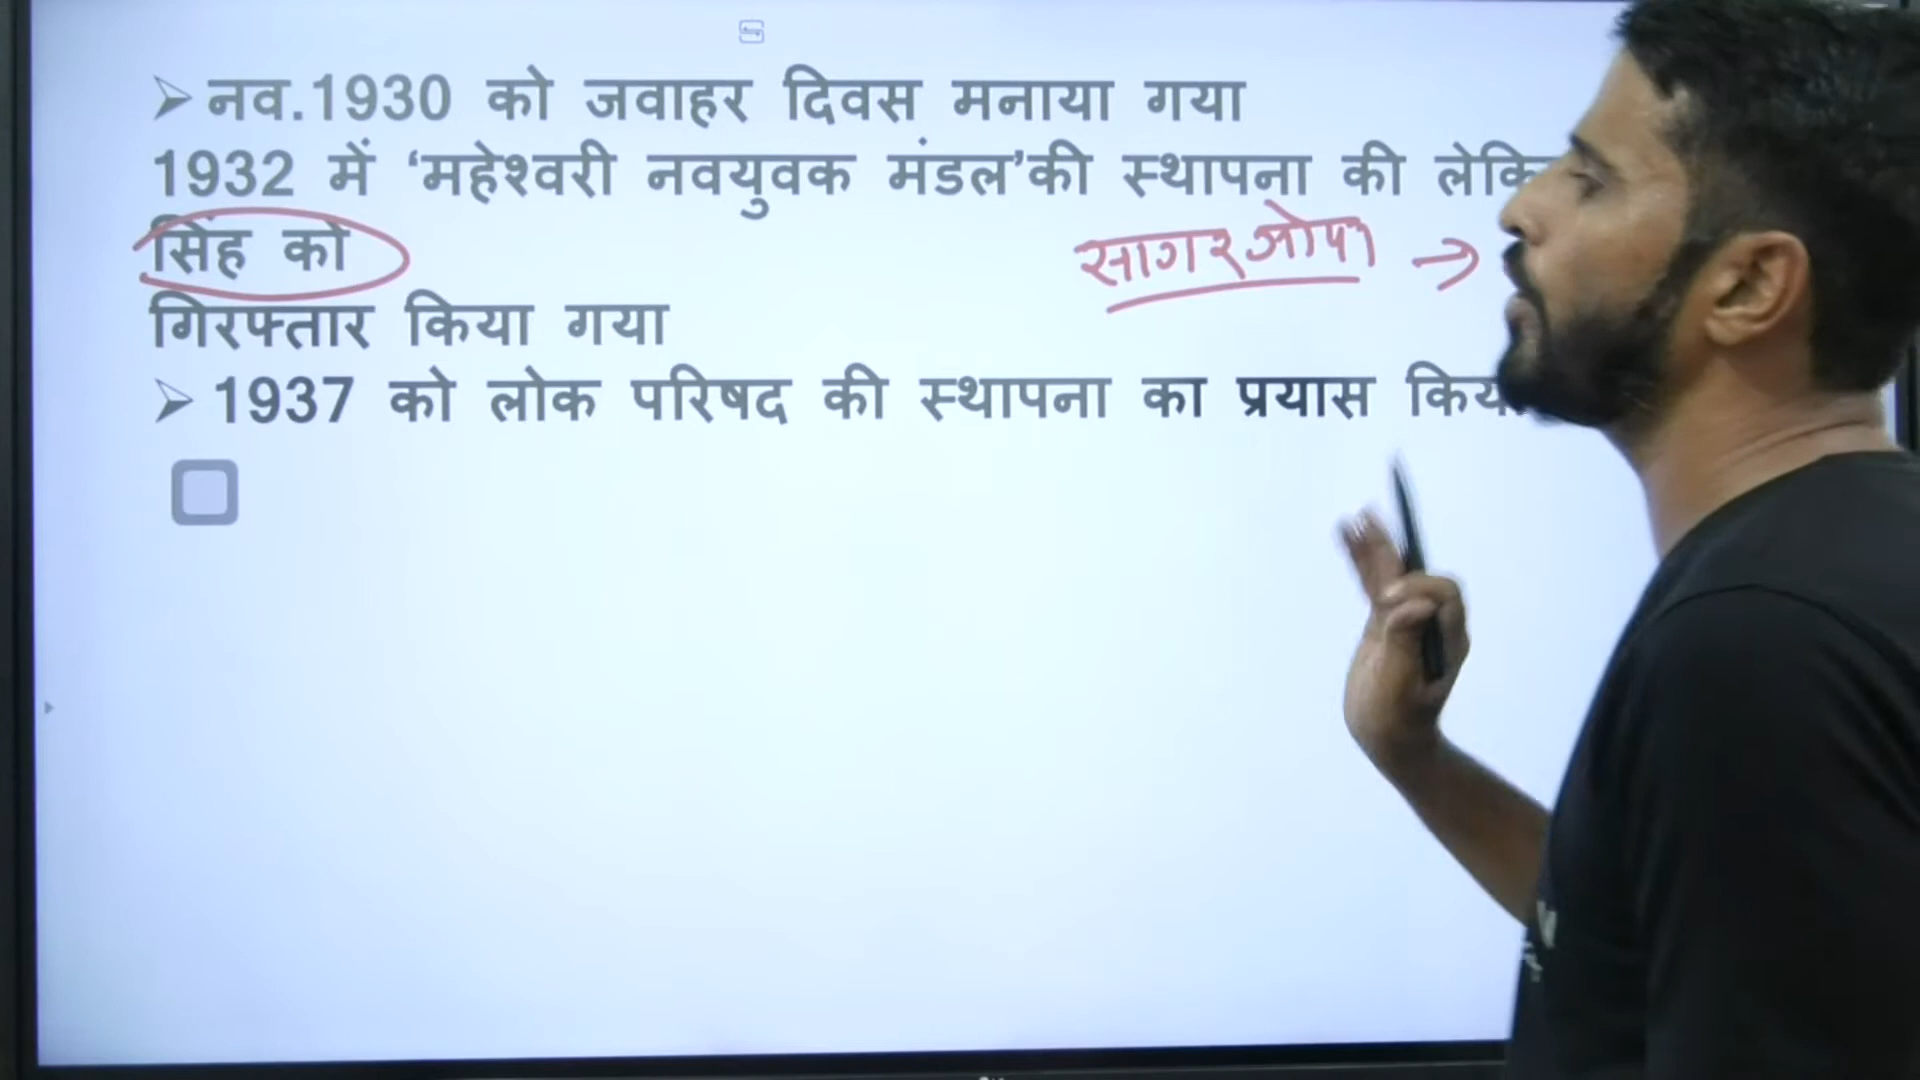 ➢ नव.1930 को जवाहर दिवस मनाया गया
1932 में ‘महेश्वरी नवयुवक मंडल’की स्थापना की
सिंह को
सागरजोपा →
गिरफ्तार किया गया
➢ 1937 को लोक परिषद की स्थापना का प्रयास